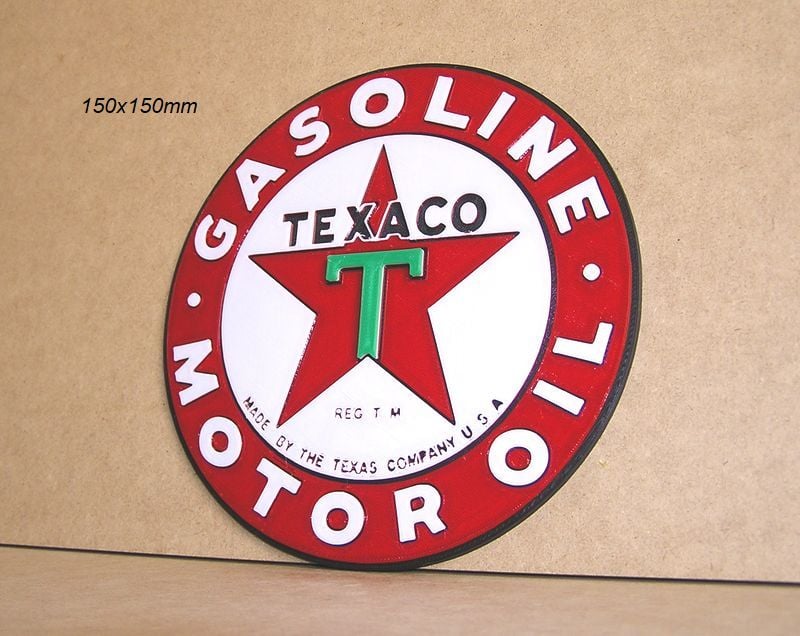 150x150mm
GASOLINE
TEXACO
T
REG T M
MADE BY THE TEXAS COMPANY U S A
MOTOR OIL